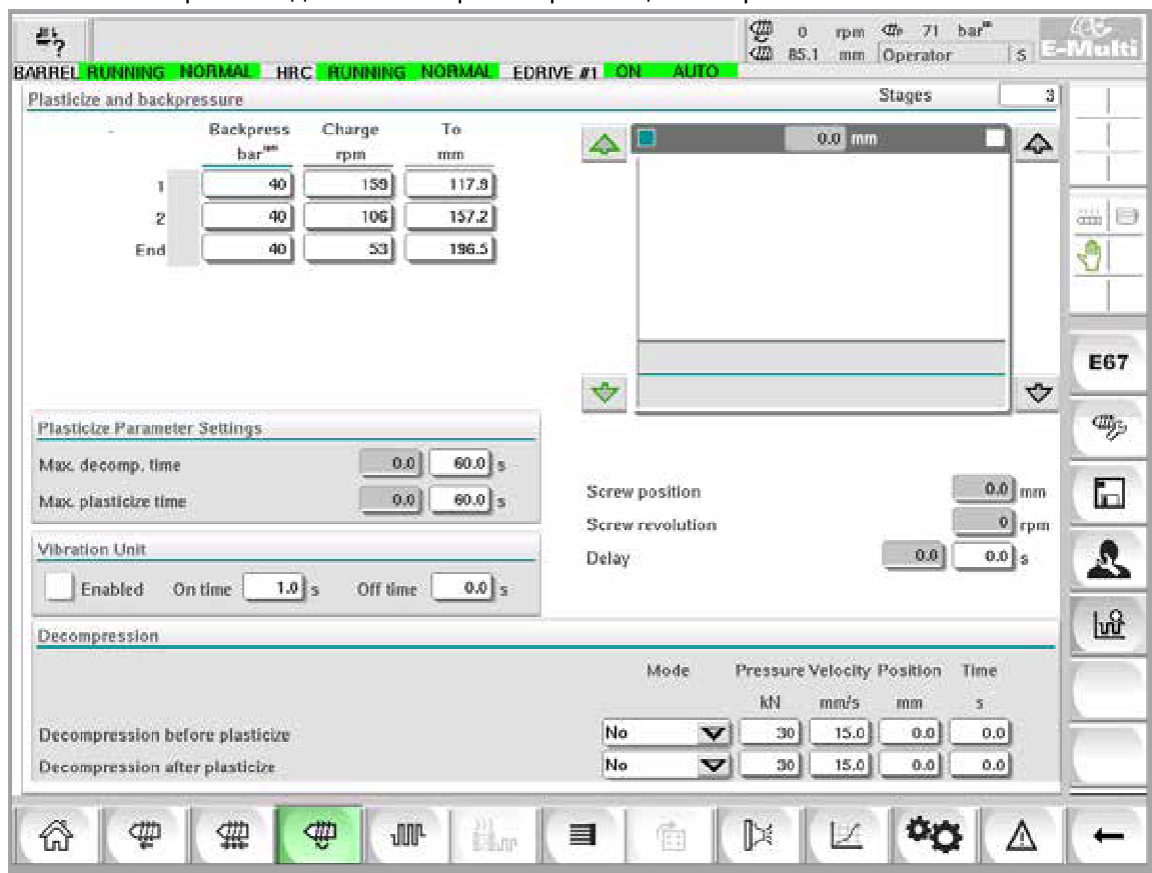 0 rpm 71 bar
85.1 mm Operator S
E-Multi
BARREL RUNNING NORMAL HRC RUNNING NORMAL EDRIVE #1 ON AUTO
Plasticize and backpressure Stages 3
- Backpress Charge To
bar rpm mm
0.0 mm
1 40 159 117.9
2 40 106 157.2
End 40 53 196.5
E67
Plasticize Parameter Settings
Max. decomp. time 0.0 60.0 s
Max. plasticize time 0.0 60.0 s
Screw position 0.0 mm
Screw revolution 0 rpm
Delay 0.0 0.0 s
Vibration Unit
Enabled On time 1.0 s Off time 0.0 s
Decompression
Mode Pressure Velocity Position Time
kN mm/s mm s
Decompression before plasticize No 30 15.0 0.0 0.0
Decompression after plasticize No 30 15.0 0.0 0.0